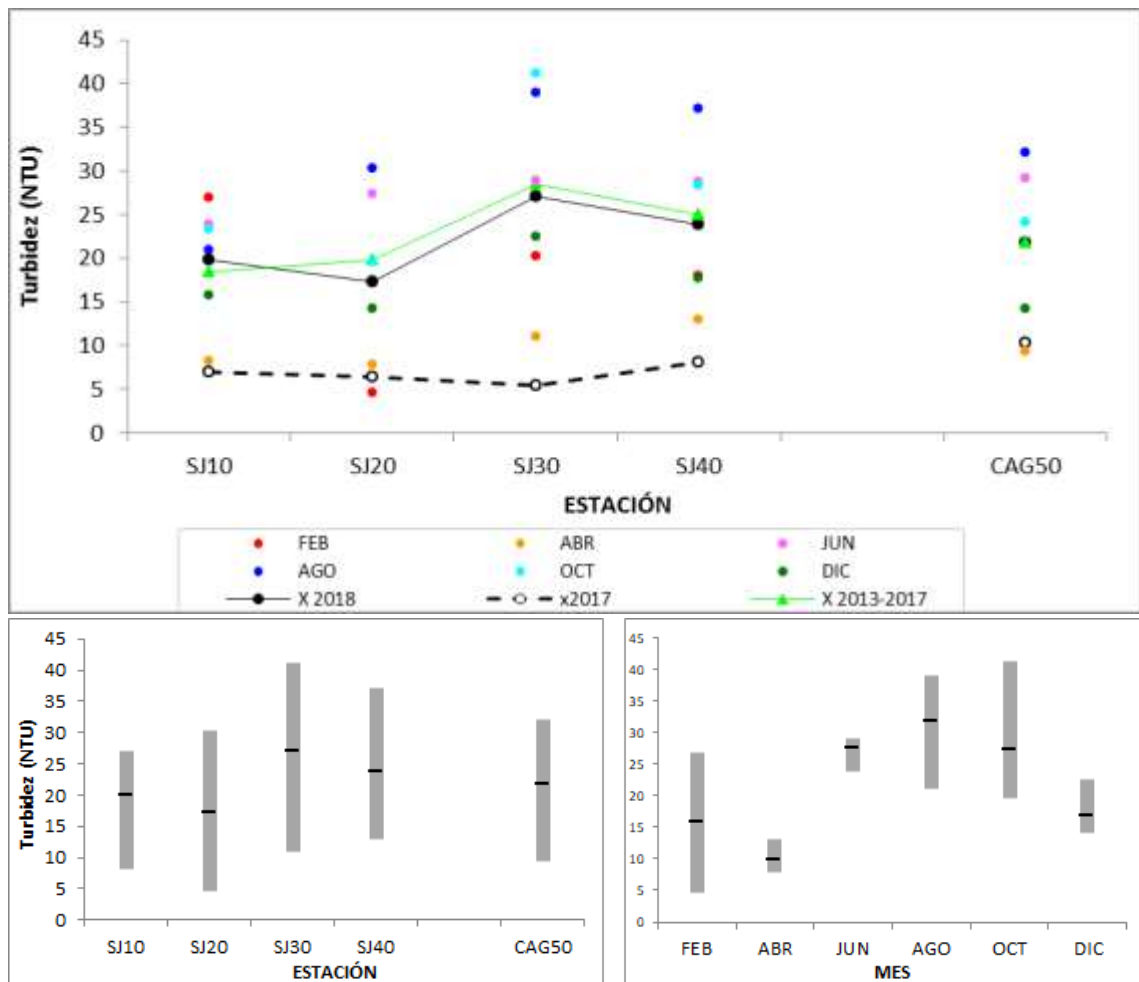 45
40
35
30
25
20
15
10
5
0
Turbidez (NTU)
SJ10 SJ20 SJ30 SJ40 CAG50
ESTACIÓN
FEB ABR JUN
AGO OCT DIC
X 2018 x2017 X 2013-2017
45
40
35
30
25
20
15
10
5
0
Turbidez (NTU)
SJ10 SJ20 SJ30 SJ40 CAG50
ESTACIÓN
45
40
35
30
25
20
15
10
5
0
FEB ABR JUN AGO OCT DIC
MES